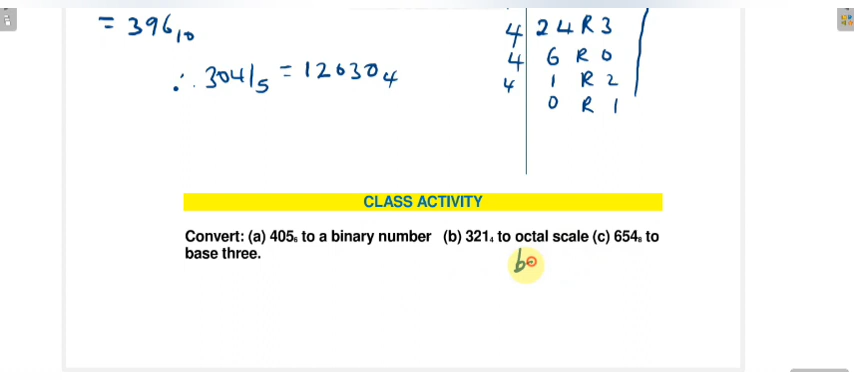 = 396₁₀
4 24 R 3
4 6 R 0
∴ 3041₅ = 12030₄
4 1 R 2
0 R 1
CLASS ACTIVITY
Convert: (a) 405₆ to a binary number (b) 321₄ to octal scale (c) 654₈ to
base three.